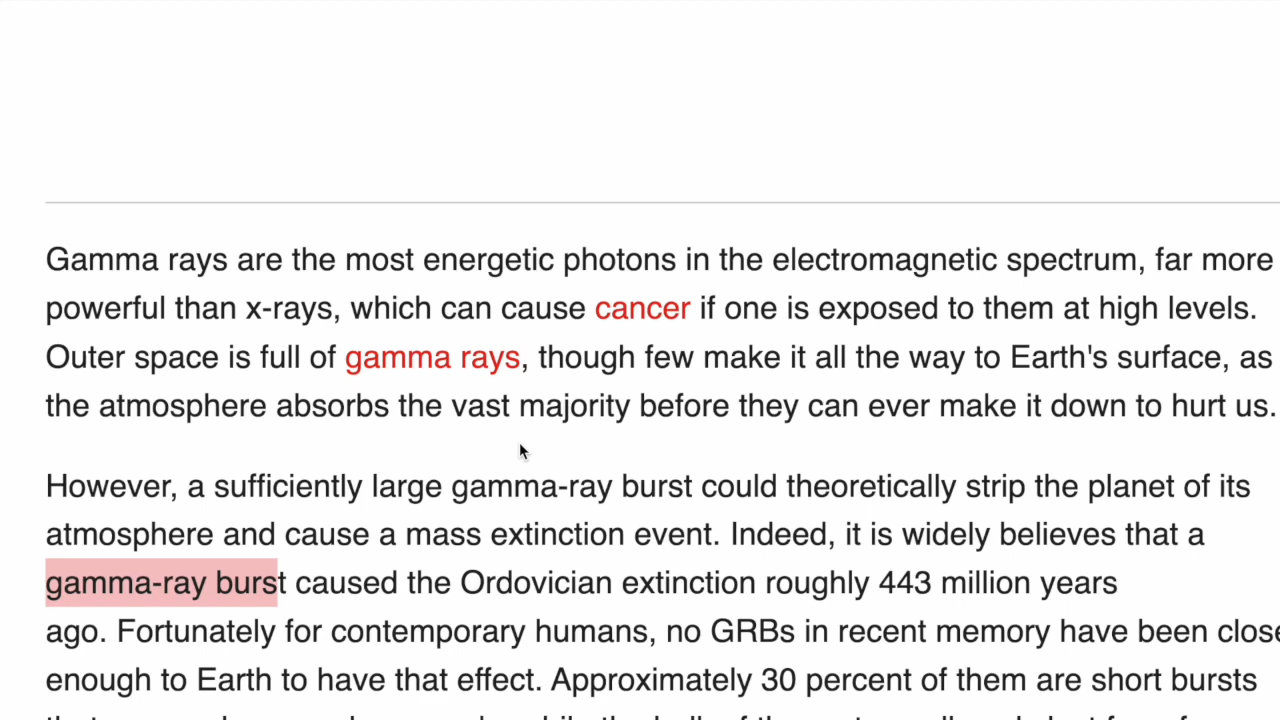 Gamma rays are the most energetic photons in the electromagnetic spectrum, far more
powerful than x-rays, which can cause cancer if one is exposed to them at high levels.
Outer space is full of gamma rays, though few make it all the way to Earth's surface, as
the atmosphere absorbs the vast majority before they can ever make it down to hurt us.
However, a sufficiently large gamma-ray burst could theoretically strip the planet of its
atmosphere and cause a mass extinction event. Indeed, it is widely believes that a
gamma-ray burst caused the Ordovician extinction roughly 443 million years
ago. Fortunately for contemporary humans, no GRBs in recent memory have been close
enough to Earth to have that effect. Approximately 30 percent of them are short bursts